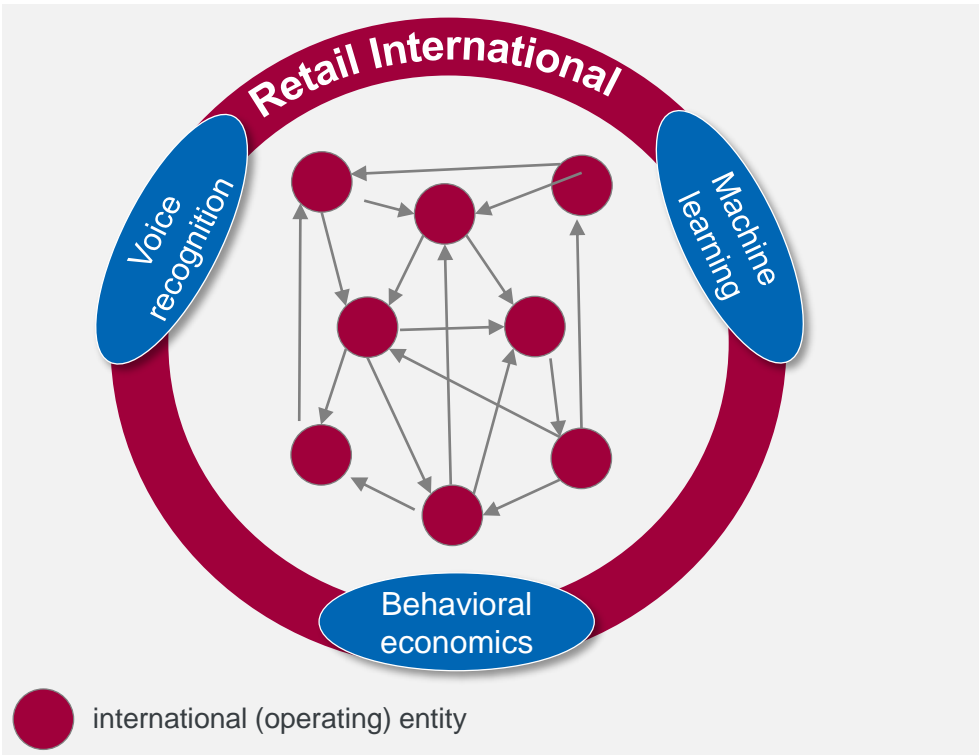 Retail International
Voice
recognition
Machine
learning
Behavioral
economics
international (operating) entity